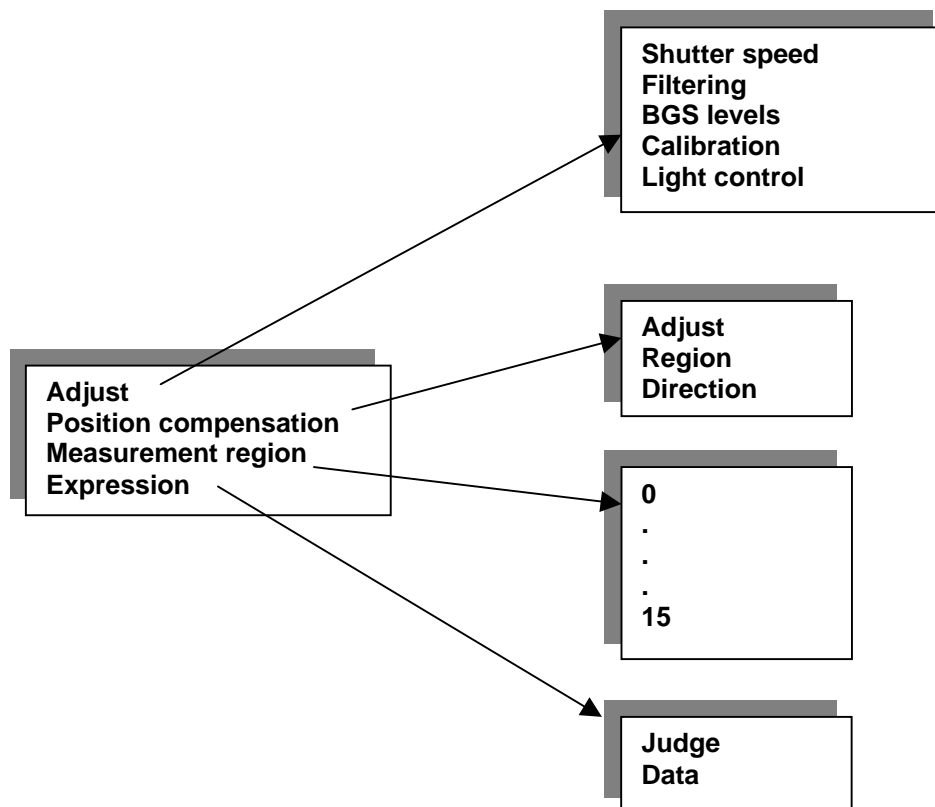 Shutter speed
Filtering
BGS levels
Calibration
Light control
Adjust
Region
Direction
Adjust
Position compensation
Measurement region
Expression
0
.
.
.
15
Judge
Data